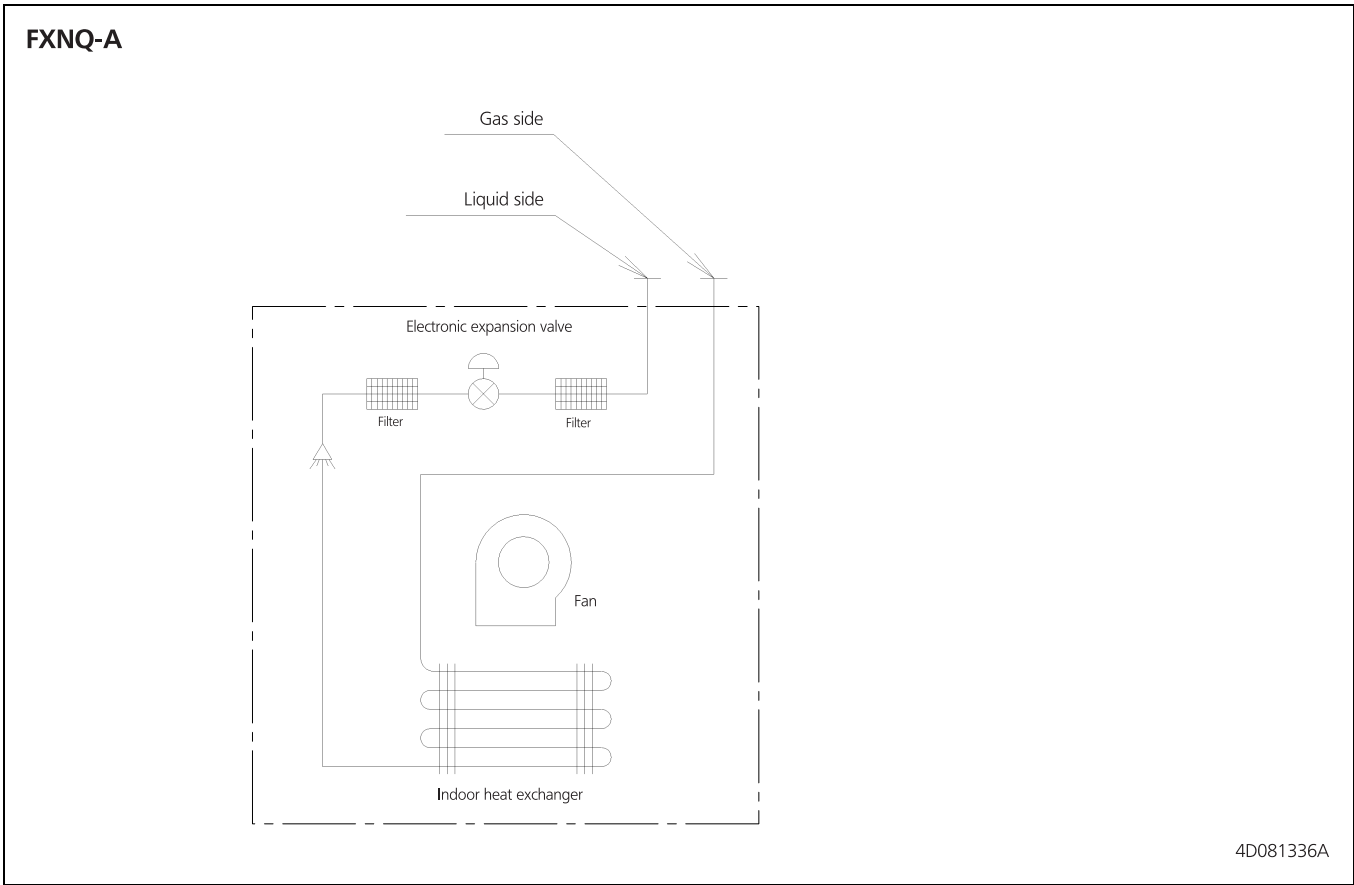 FXNQ-A
Gas side
Liquid side
Electronic expansion valve
Filter
Filter
Fan
Indoor heat exchanger
4D081336A